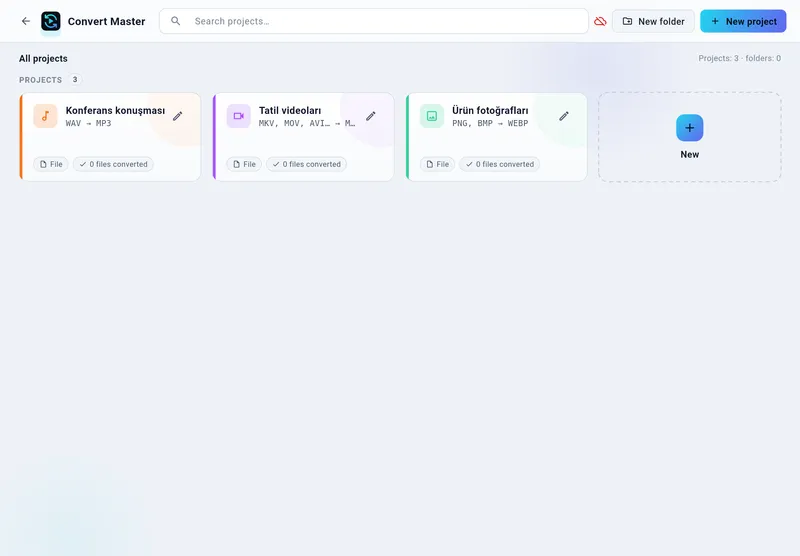 Convert Master
Search projects…
New folder
New project
All projects
Projects: 3 · folders: 0
PROJECTS 3
Konferans konuşması
WAV → MP3
File
0 files converted
Tatil videoları
MKV, MOV, AVI… → M…
File
0 files converted
Ürün fotoğrafları
PNG, BMP → WEBP
File
0 files converted
New